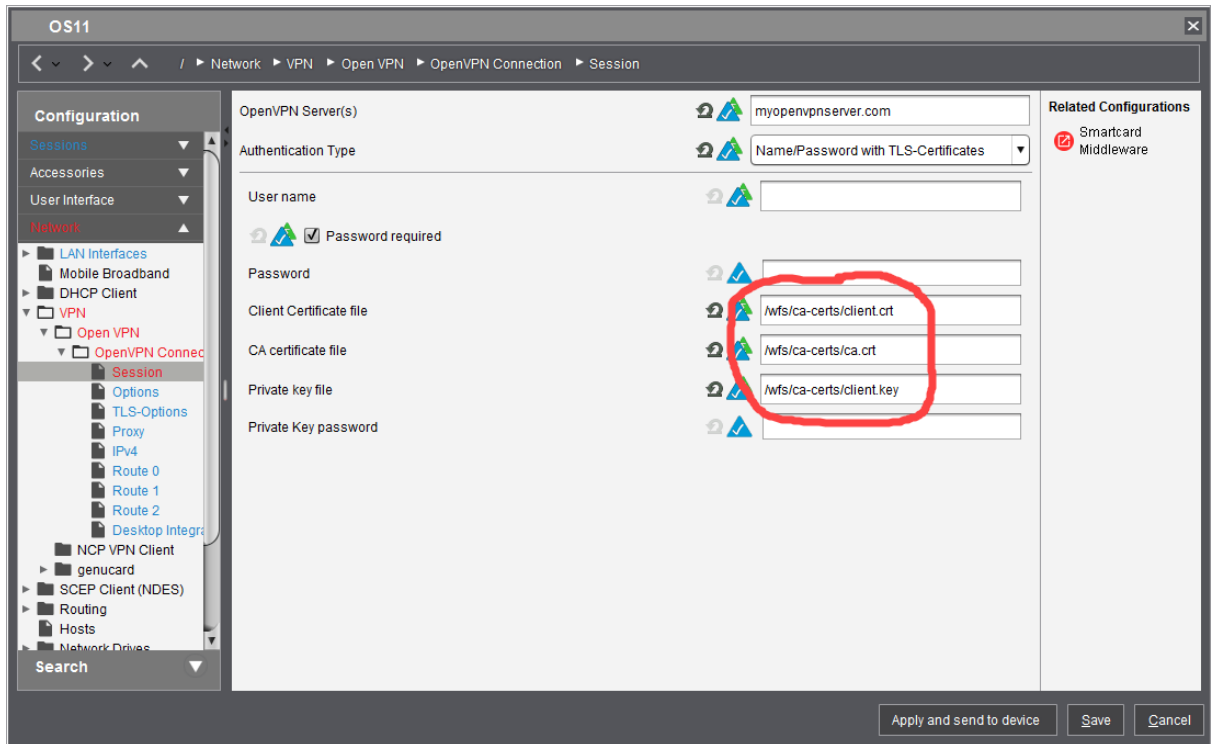 OS11
/ Network VPN Open VPN OpenVPN Connection Session
Configuration
Sessions
Accessories
User Interface
Network
LAN Interfaces
Mobile Broadband
DHCP Client
VPN
Open VPN
OpenVPN Connec
Session
Options
TLS-Options
Proxy
IPv4
Route 0
Route 1
Route 2
Desktop Integra
NCP VPN Client
genucard
SCEP Client (NDES)
Routing
Hosts
Network Drives
Search
OpenVPN Server(s) myopenvpnserver.com
Authentication Type Name/Password with TLS-Certificates
User name
Password required
Password
Client Certificate file /wfs/ca-certs/client.crt
CA certificate file /wfs/ca-certs/ca.crt
Private key file /wfs/ca-certs/client.key
Private Key password
Related Configurations
Smartcard
Middleware
Apply and send to device Save Cancel